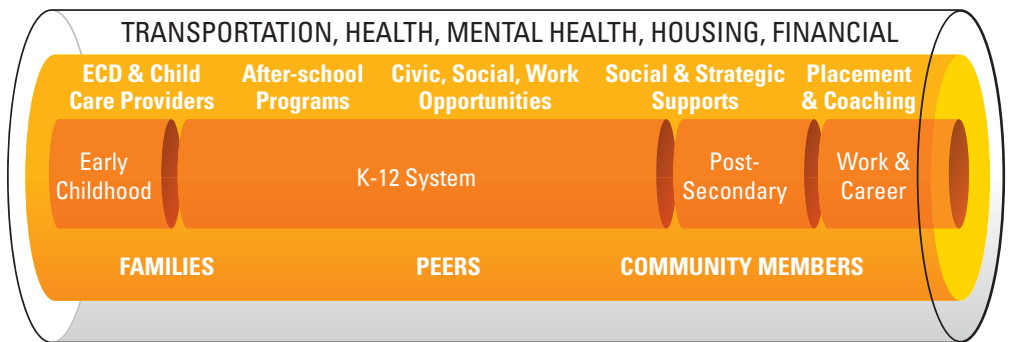 TRANSPORTATION, HEALTH, MENTAL HEALTH, HOUSING, FINANCIAL
ECD & Child
Care Providers
After-school
Programs
Civic, Social, Work
Opportunities
Social & Strategic
Supports
Placement
& Coaching
Early
Childhood
K-12 System
Post-
Secondary
Work &
Career
FAMILIES
PEERS
COMMUNITY MEMBERS